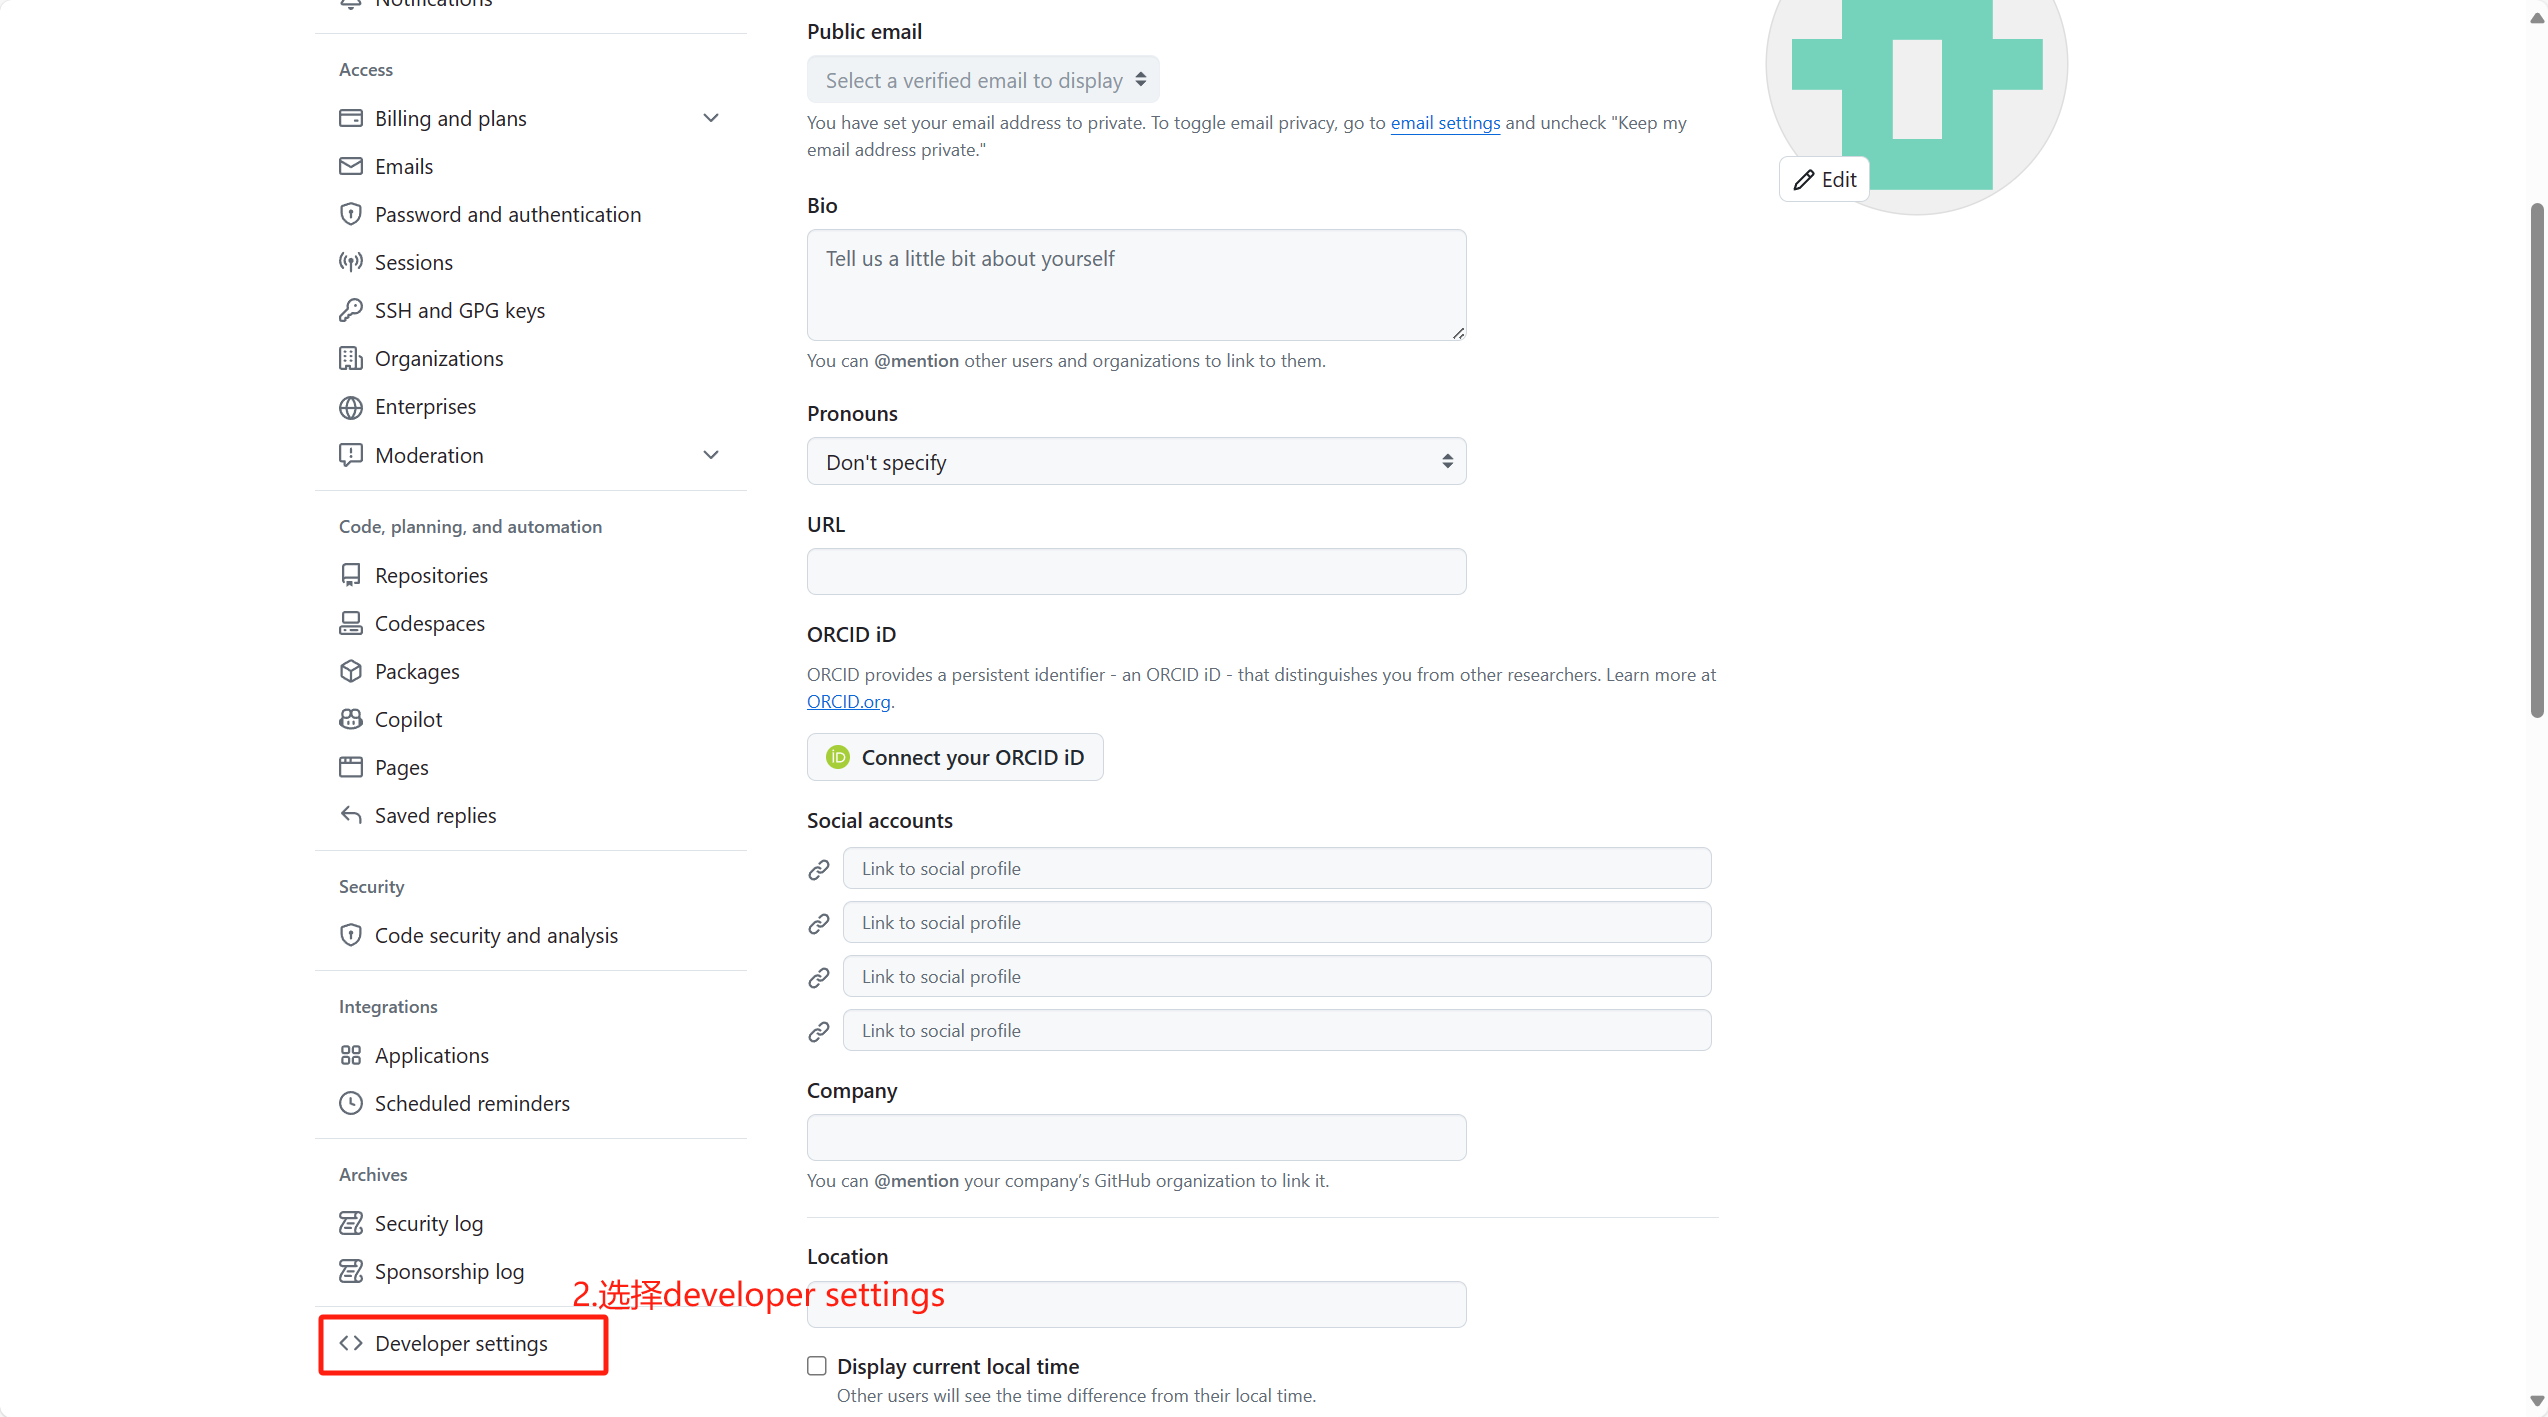 Notifications
Access
Billing and plans
Emails
Password and authentication
Sessions
SSH and GPG keys
Organizations
Enterprises
Moderation
Code, planning, and automation
Repositories
Codespaces
Packages
Copilot
Pages
Saved replies
Security
Code security and analysis
Integrations
Applications
Scheduled reminders
Archives
Security log
Sponsorship log
2.选择developer settings
Developer settings
Public email
Select a verified email to display
You have set your email address to private. To toggle email privacy, go to email settings and uncheck "Keep my
email address private."
Bio
Tell us a little bit about yourself
You can @mention other users and organizations to link to them.
Pronouns
Don't specify
URL
ORCID iD
ORCID provides a persistent identifier - an ORCID iD - that distinguishes you from other researchers. Learn more at
ORCID.org.
iD Connect your ORCID iD
Social accounts
Link to social profile
Link to social profile
Link to social profile
Link to social profile
Company
You can @mention your company’s GitHub organization to link it.
Location
Display current local time
Other users will see the time difference from their local time.
Edit